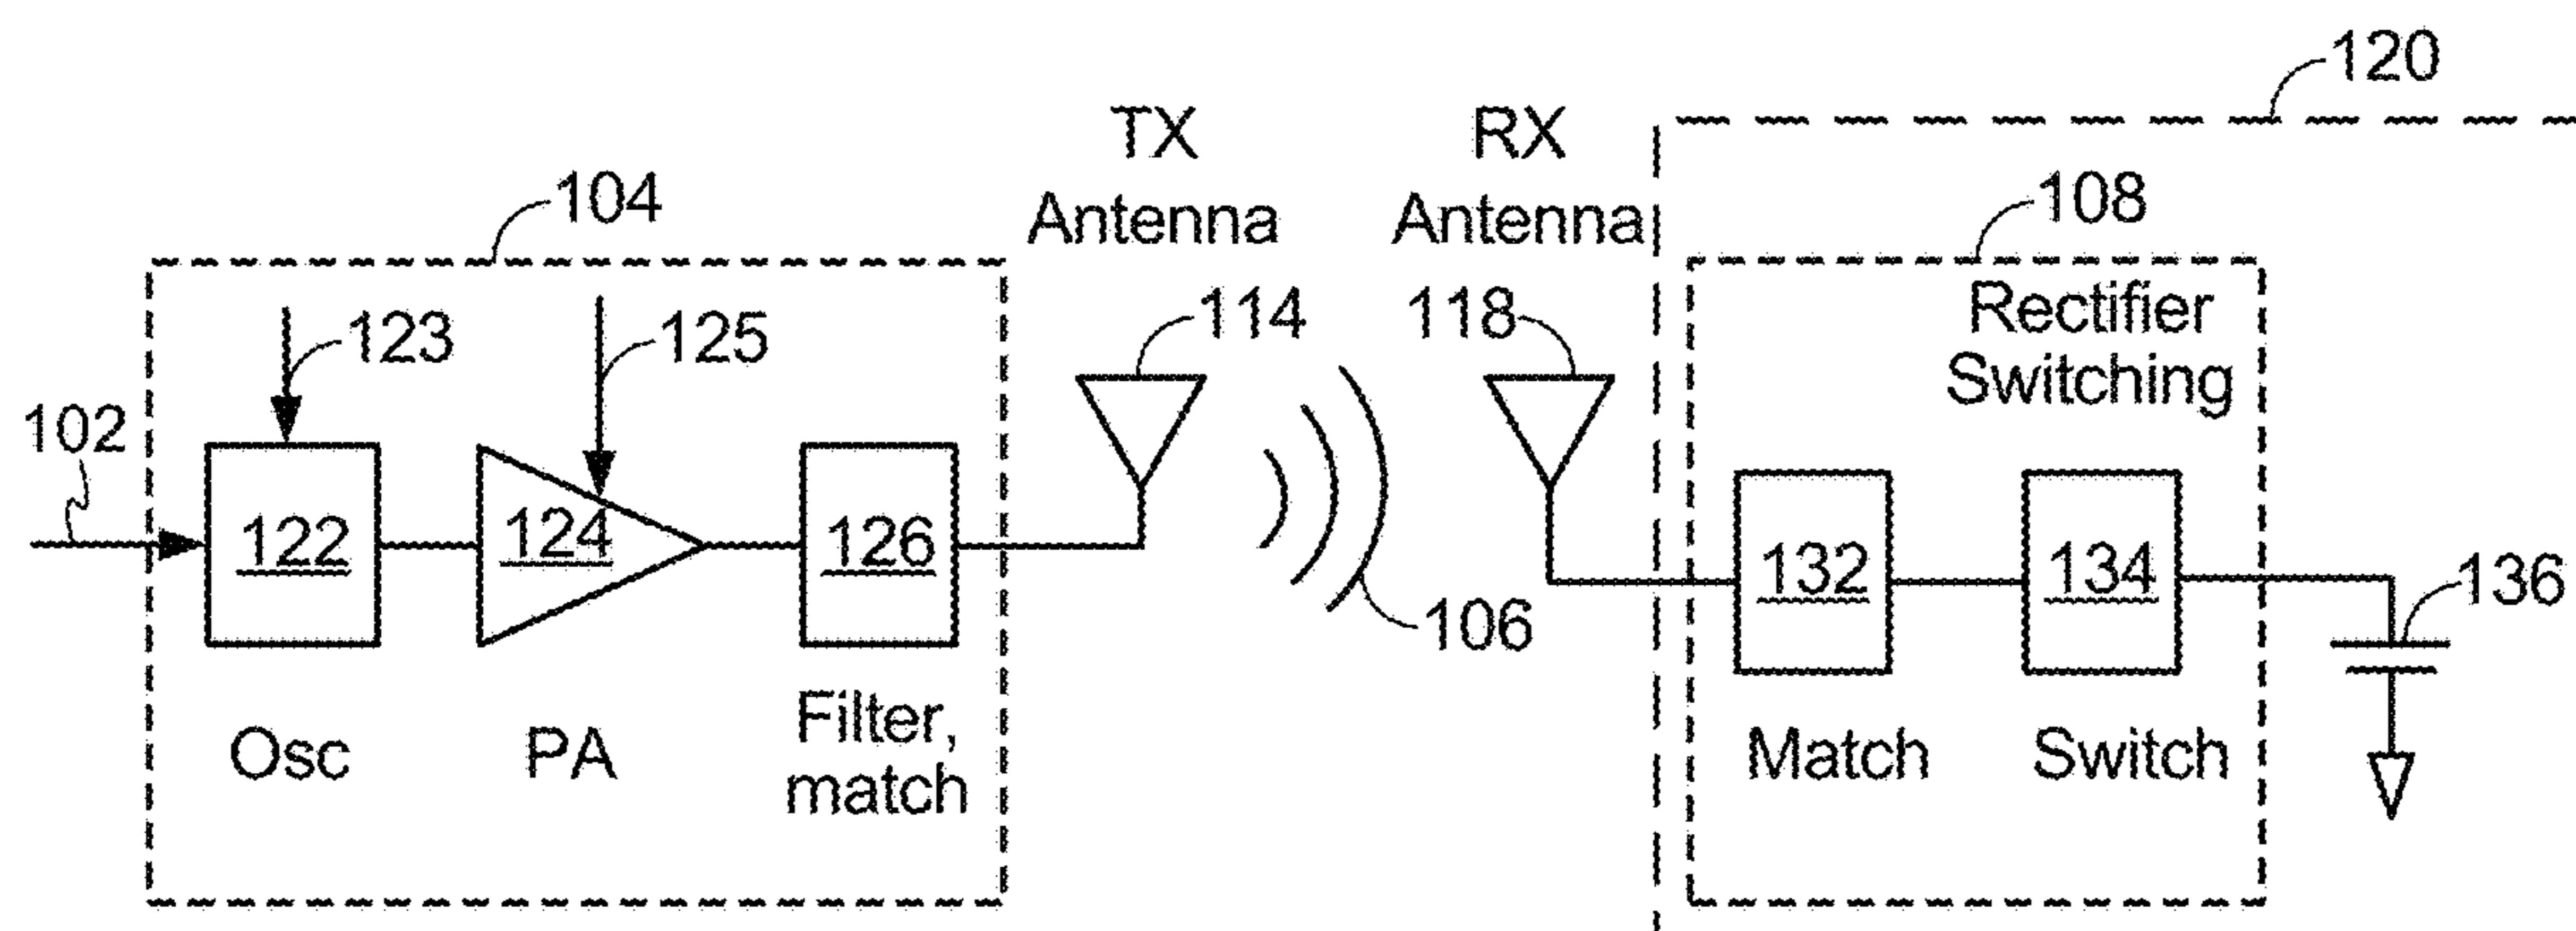 120
TX
Antenna
RX
Antenna
104
108
Rectifier
Switching
114
118
123
125
102
122
124
126
132
134
136
106
Osc
PA
Filter,
match
Match
Switch